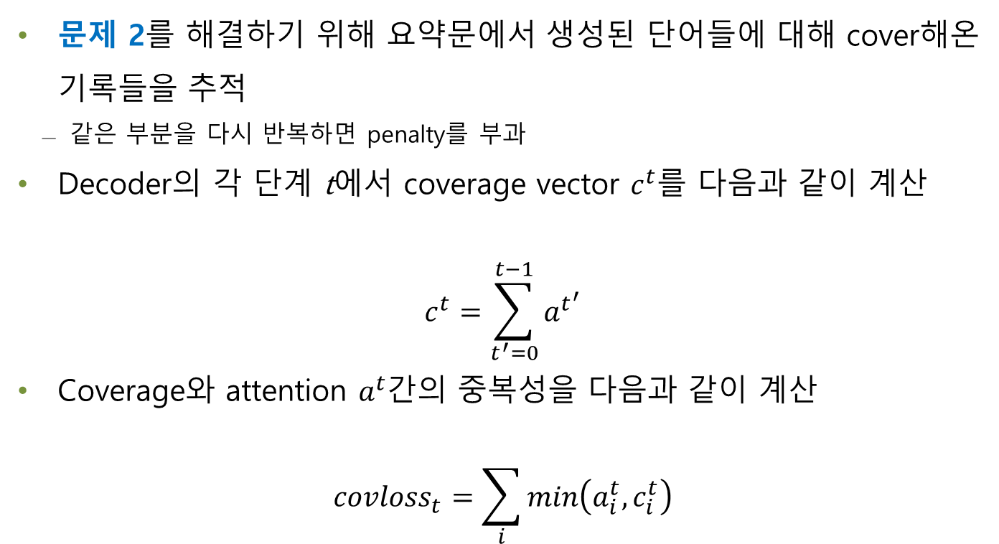 • 문제 2를 해결하기 위해 요약문에서 생성된 단어들에 대해 cover해온
기록들을 추적
– 같은 부분을 다시 반복하면 penalty를 부과
• Decoder의 각 단계 t에서 coverage vector c^t를 다음과 같이 계산
c^t = \sum_{t'=0}^{t-1} a^{t'}
• Coverage와 attention a^t간의 중복성을 다음과 같이 계산
covloss_t = \sum_i min(a_i^t, c_i^t)